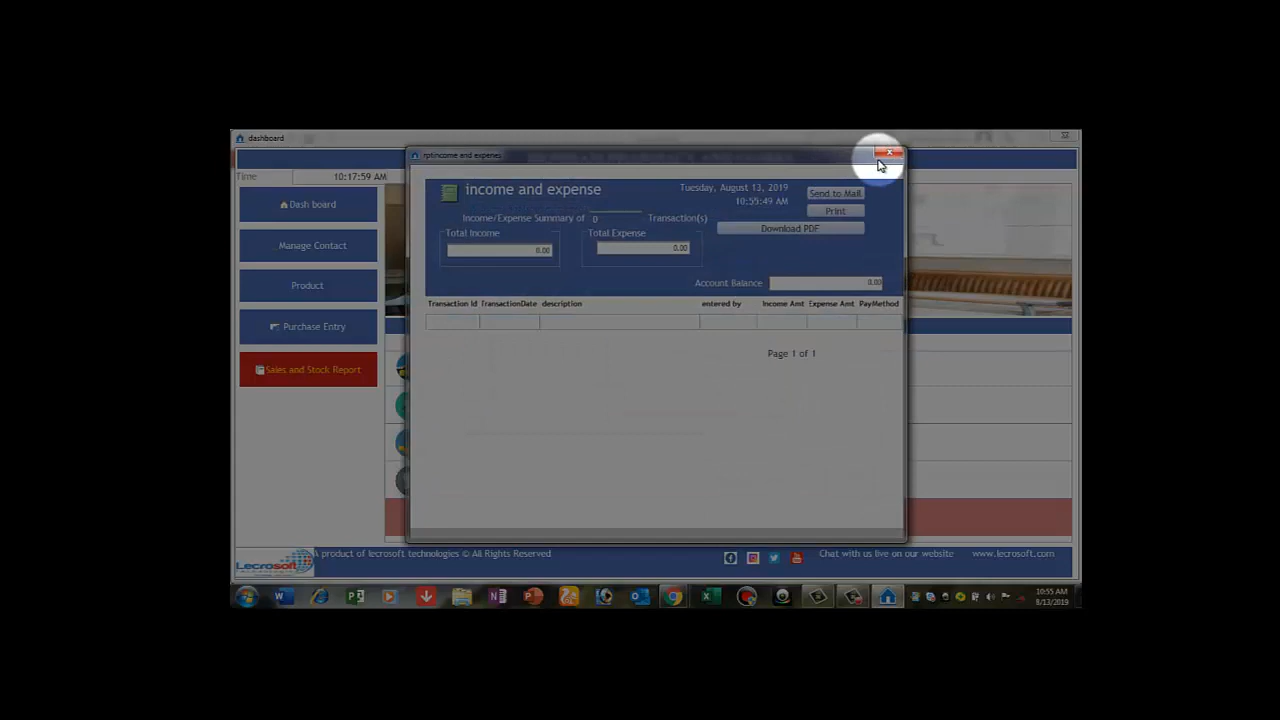 dashboard
rptincome and expenes
Time 10:17:59 AM
income and expense
Tuesday, August 13, 2019
10:55:49 AM
Send to Mail
Print
Download PDF
Income/Expense Summary of 0 Transaction(s)
Total Income
0.00
Total Expense
0.00
Account Balance 0.00
Transaction Id TransactionDate description entered by Income Amt Expense Amt PayMethod
Page 1 of 1
Dash board
Manage Contact
Product
Purchase Entry
Sales and Stock Report
Lecrosoft
A product of lecrosoft technologies © All Rights Reserved
Chat with us live on our website
www.lecrosoft.com
10:55 AM
8/13/2019